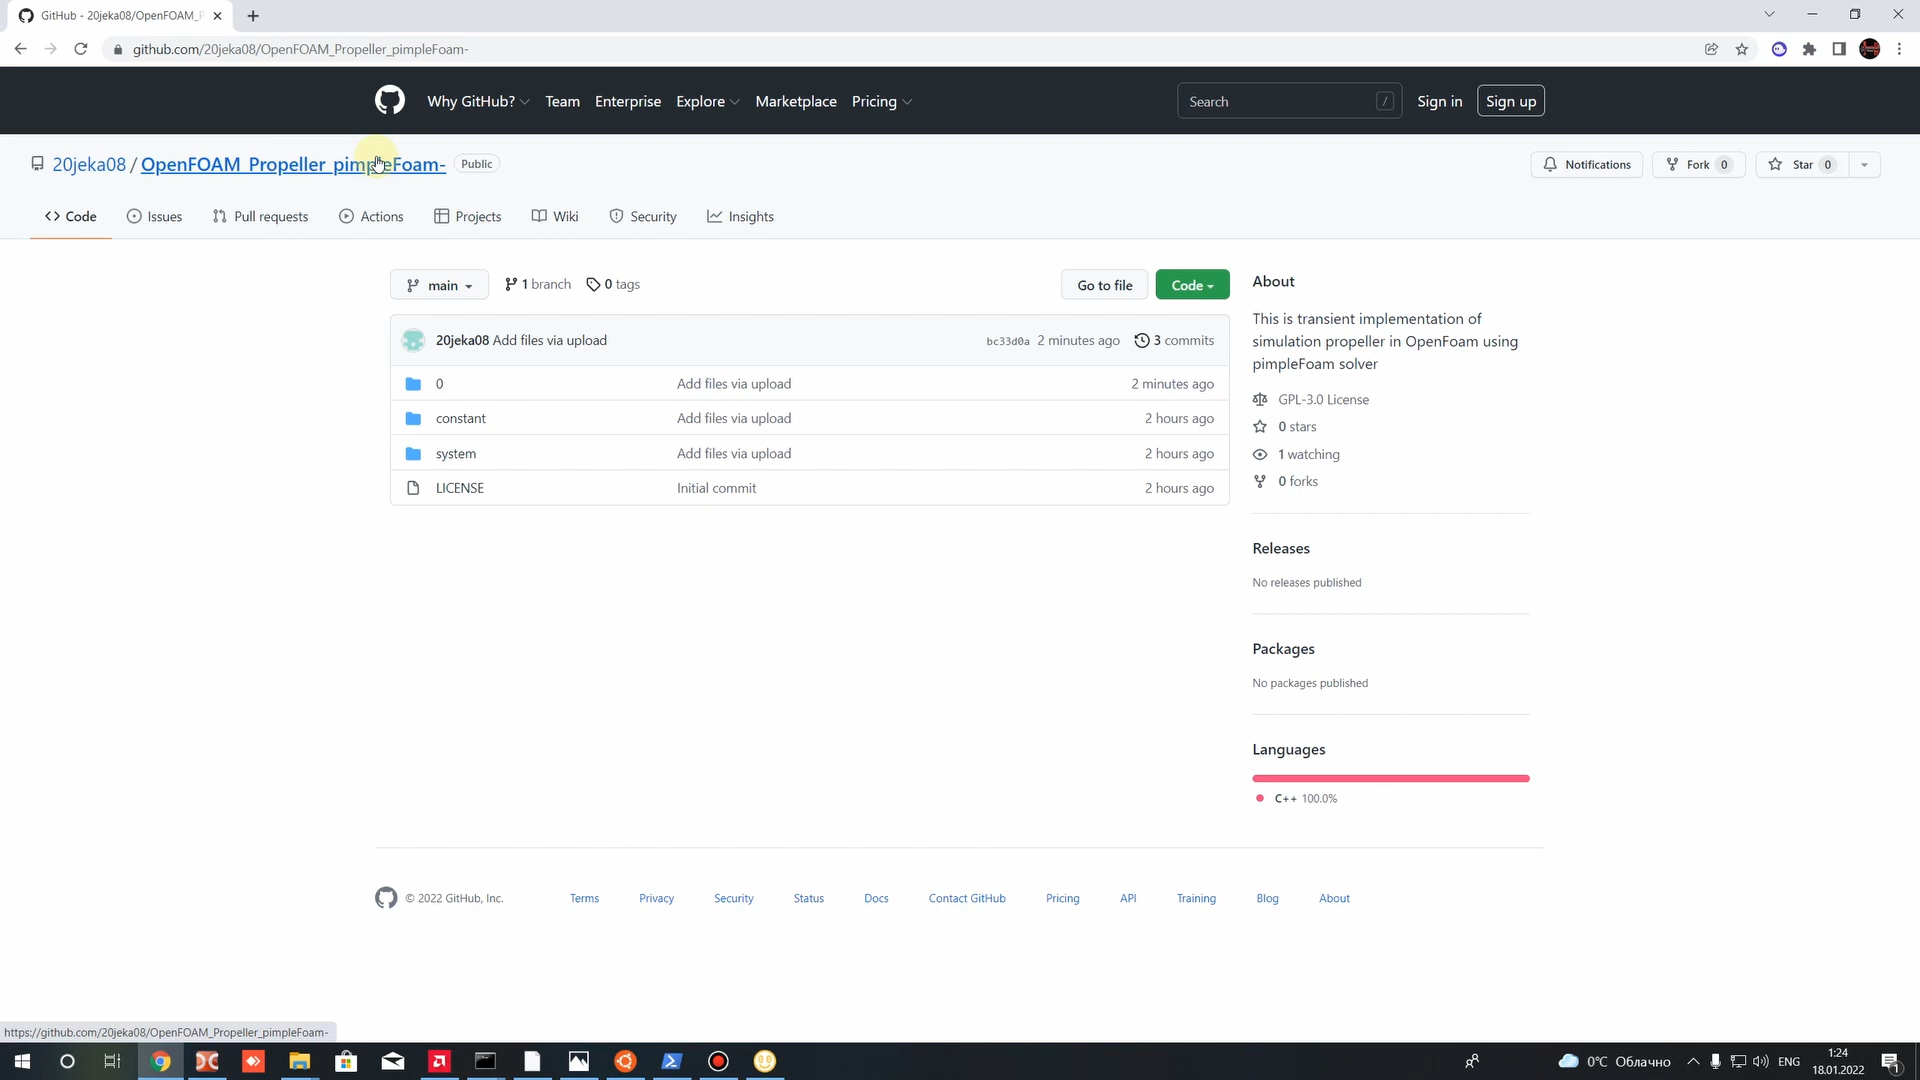 GitHub - 20jeka08/OpenFOAM_P
github.com/20jeka08/OpenFOAM_Propeller_pimpleFoam-
Why GitHub? Team Enterprise Explore Marketplace Pricing
Search /
Sign in Sign up
20jeka08 / OpenFOAM_Propeller_pimpleFoam- Public
Notifications Fork 0 Star 0
Code Issues Pull requests Actions Projects Wiki Security Insights
main 1 branch 0 tags Go to file Code
20jeka08 Add files via upload bc33d0a 2 minutes ago 3 commits
0 Add files via upload 2 minutes ago
constant Add files via upload 2 hours ago
system Add files via upload 2 hours ago
LICENSE Initial commit 2 hours ago
About
This is transient implementation of
simulation propeller in OpenFoam using
pimpleFoam solver
GPL-3.0 License
0 stars
1 watching
0 forks
Releases
No releases published
Packages
No packages published
Languages
C++ 100.0%
© 2022 GitHub, Inc. Terms Privacy Security Status Docs Contact GitHub Pricing API Training Blog About
https://github.com/20jeka08/OpenFOAM_Propeller_pimpleFoam-
0°C Облачно ENG
1:24
18.01.2022
1